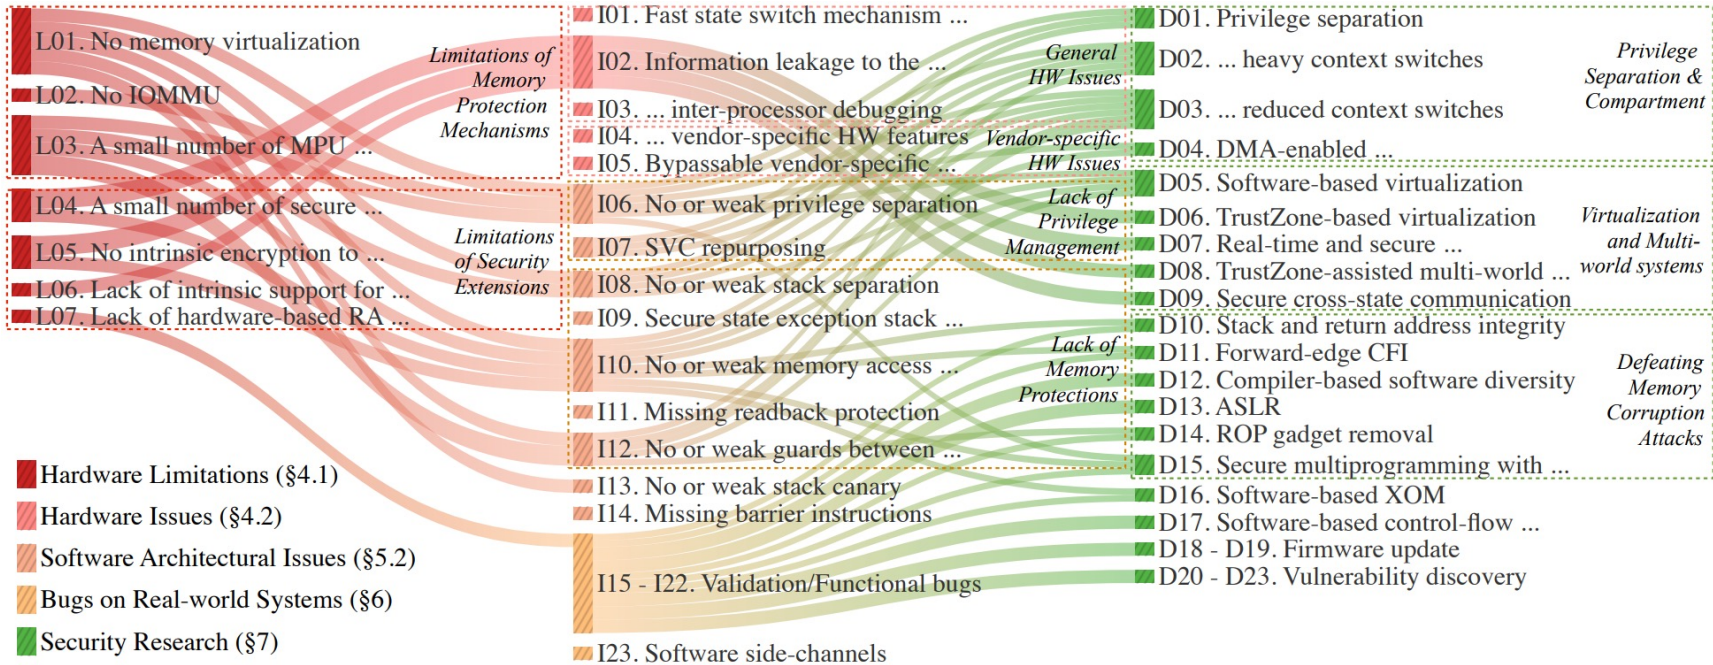 L01. No memory virtualization
L02. No IOMMU
L03. A small number of MPU ...
Limitations of
Memory
Protection
Mechanisms
L04. A small number of secure ...
L05. No intrinsic encryption to ...
L06. Lack of intrinsic support for ...
L07. Lack of hardware-based RA ...
Limitations
of Security
Extensions
Hardware Limitations (§4.1)
Hardware Issues (§4.2)
Software Architectural Issues (§5.2)
Bugs on Real-world Systems (§6)
Security Research (§7)
I01. Fast state switch mechanism ...
I02. Information leakage to the ...
I03. ... inter-processor debugging
General
HW Issues
I04. ... vendor-specific HW features
I05. Bypassable vendor-specific ...
Vendor-specific
HW Issues
I06. No or weak privilege separation
I07. SVC repurposing
Lack of
Privilege
Management
I08. No or weak stack separation
I09. Secure state exception stack ...
I10. No or weak memory access ...
I11. Missing readback protection
I12. No or weak guards between ...
Lack of
Memory
Protections
I13. No or weak stack canary
I14. Missing barrier instructions
I15 - I22. Validation/Functional bugs
I23. Software side-channels
D01. Privilege separation
D02. ... heavy context switches
D03. ... reduced context switches
D04. DMA-enabled ...
Privilege
Separation &
Compartment
D05. Software-based virtualization
D06. TrustZone-based virtualization
D07. Real-time and secure ...
D08. TrustZone-assisted multi-world ...
D09. Secure cross-state communication
Virtualization
and Multi-
world systems
D10. Stack and return address integrity
D11. Forward-edge CFI
D12. Compiler-based software diversity
D13. ASLR
D14. ROP gadget removal
D15. Secure multiprogramming with ...
Defeating
Memory
Corruption
Attacks
D16. Software-based XOM
D17. Software-based control-flow ...
D18 - D19. Firmware update
D20 - D23. Vulnerability discovery